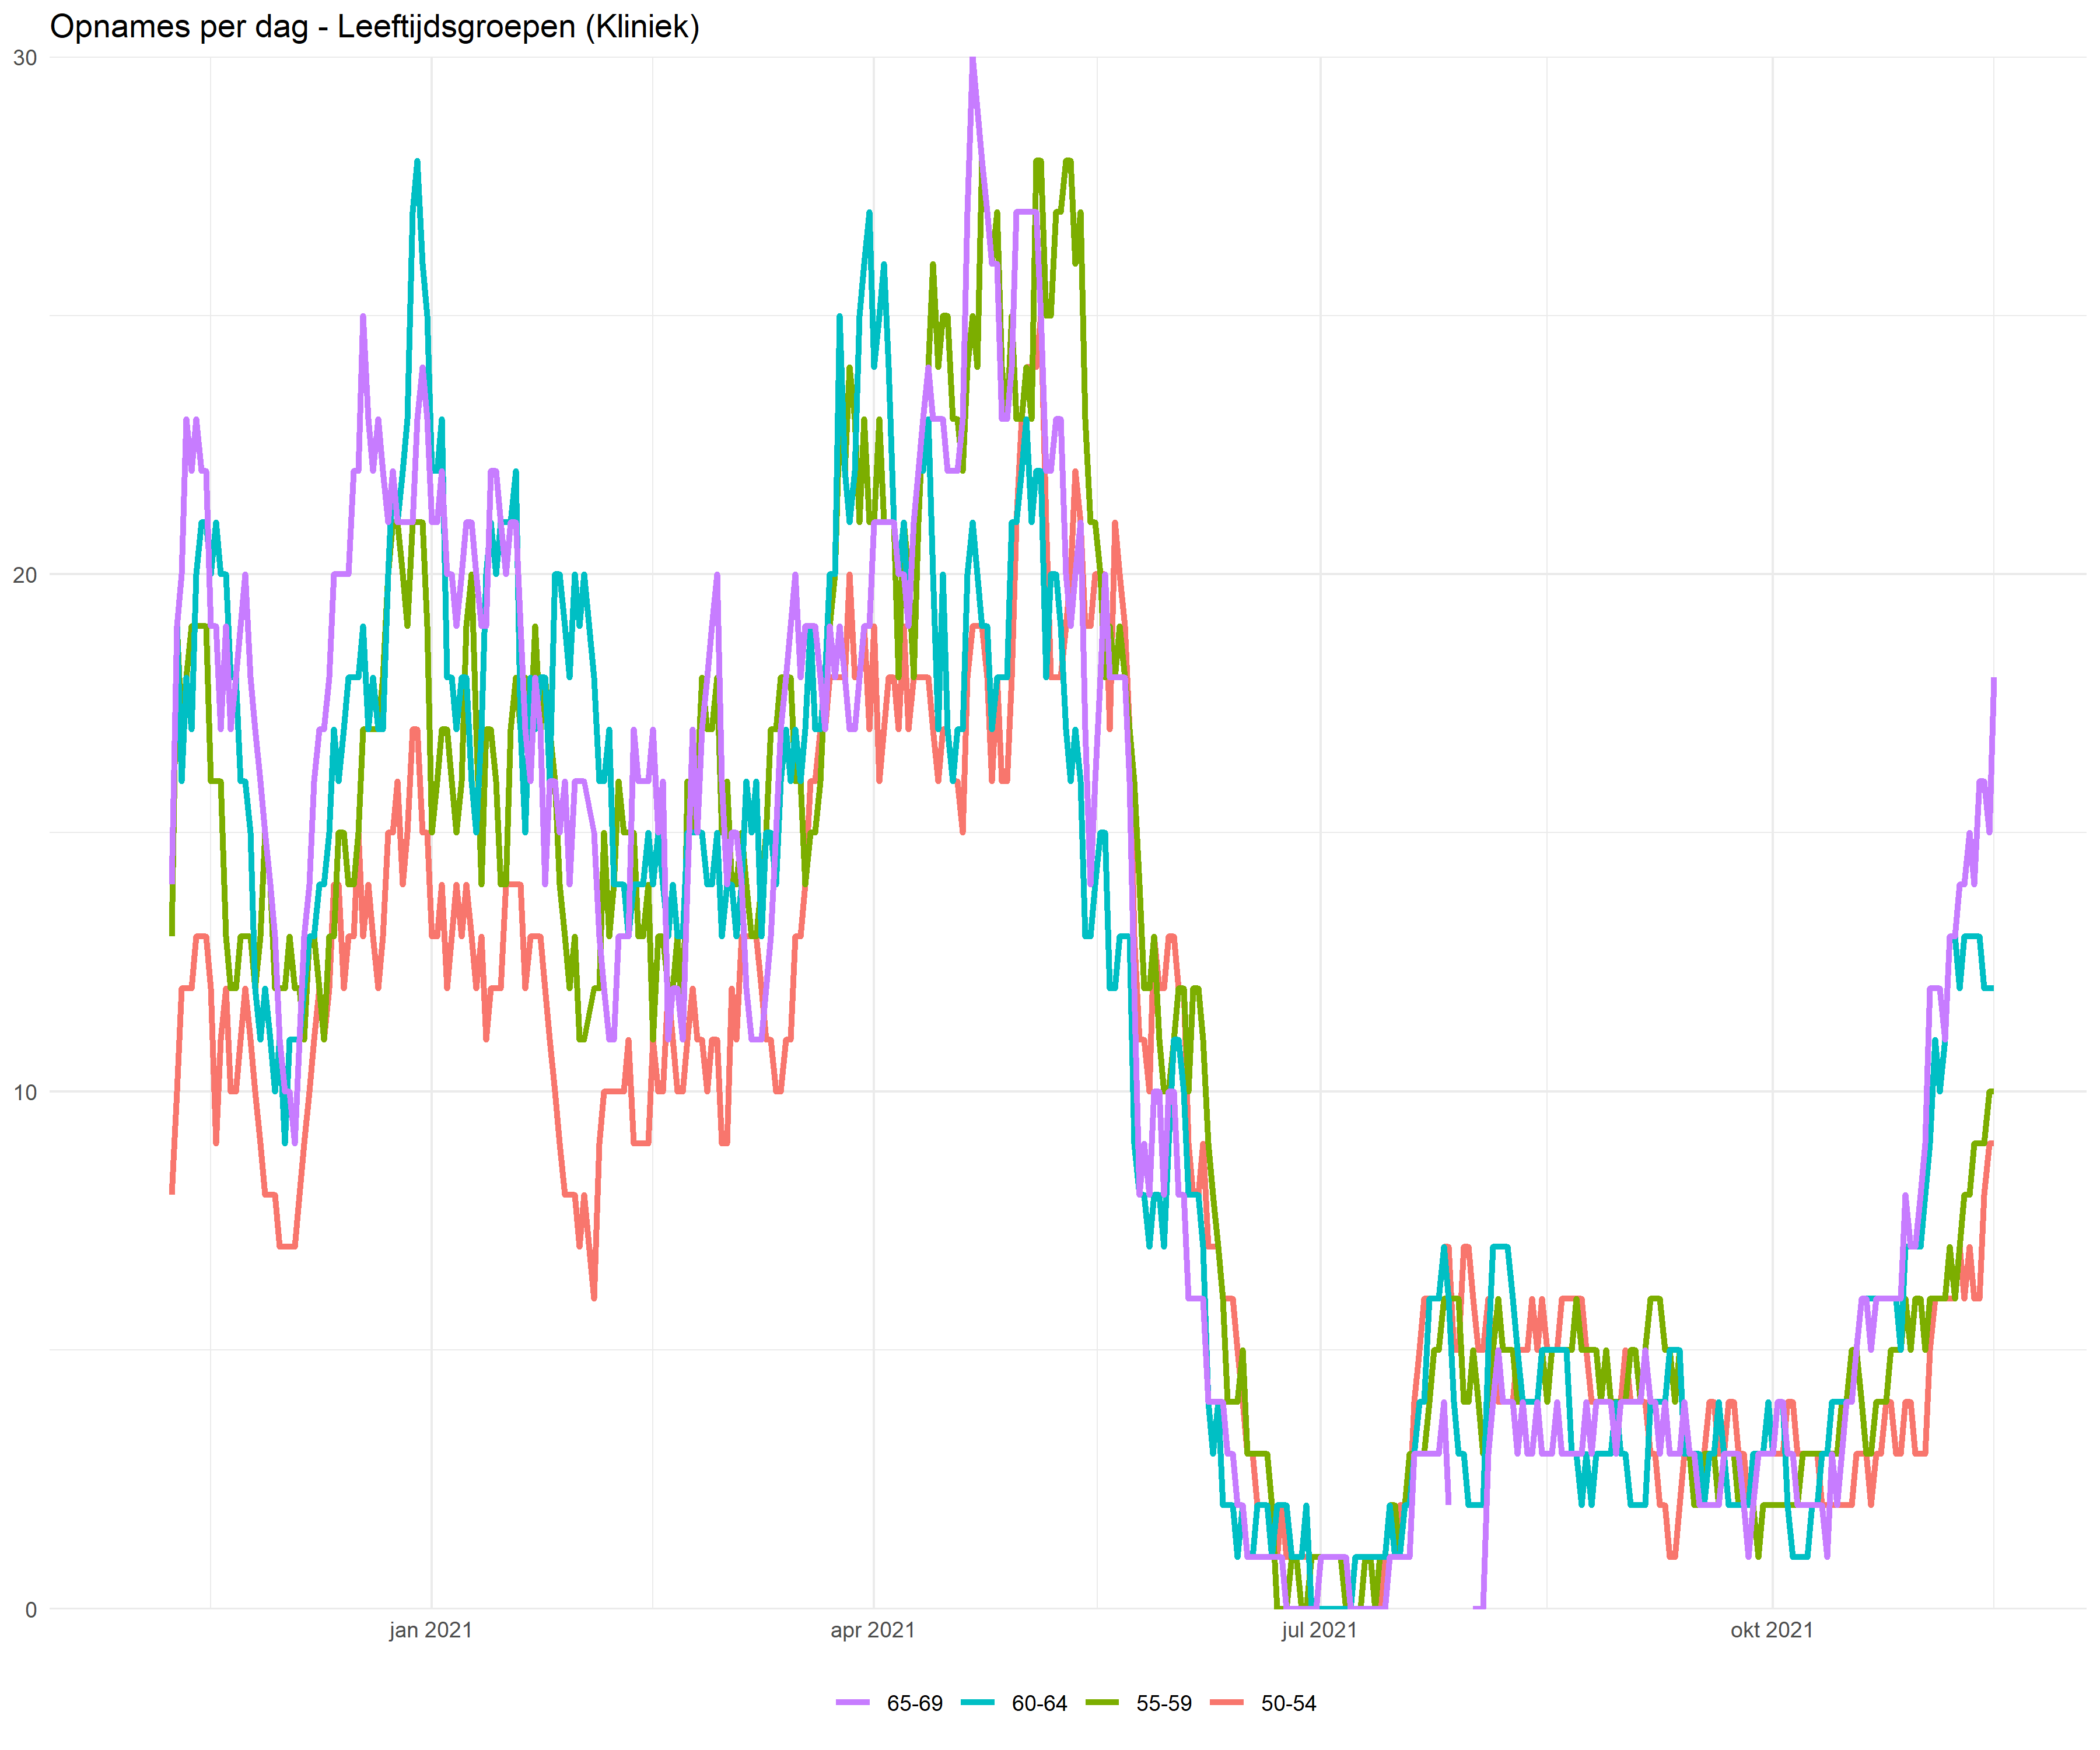 Opnames per dag - Leeftijdsgroepen (Kliniek)
30
20
10
0
jan 2021 apr 2021 jul 2021 okt 2021
65-69 60-64 55-59 50-54